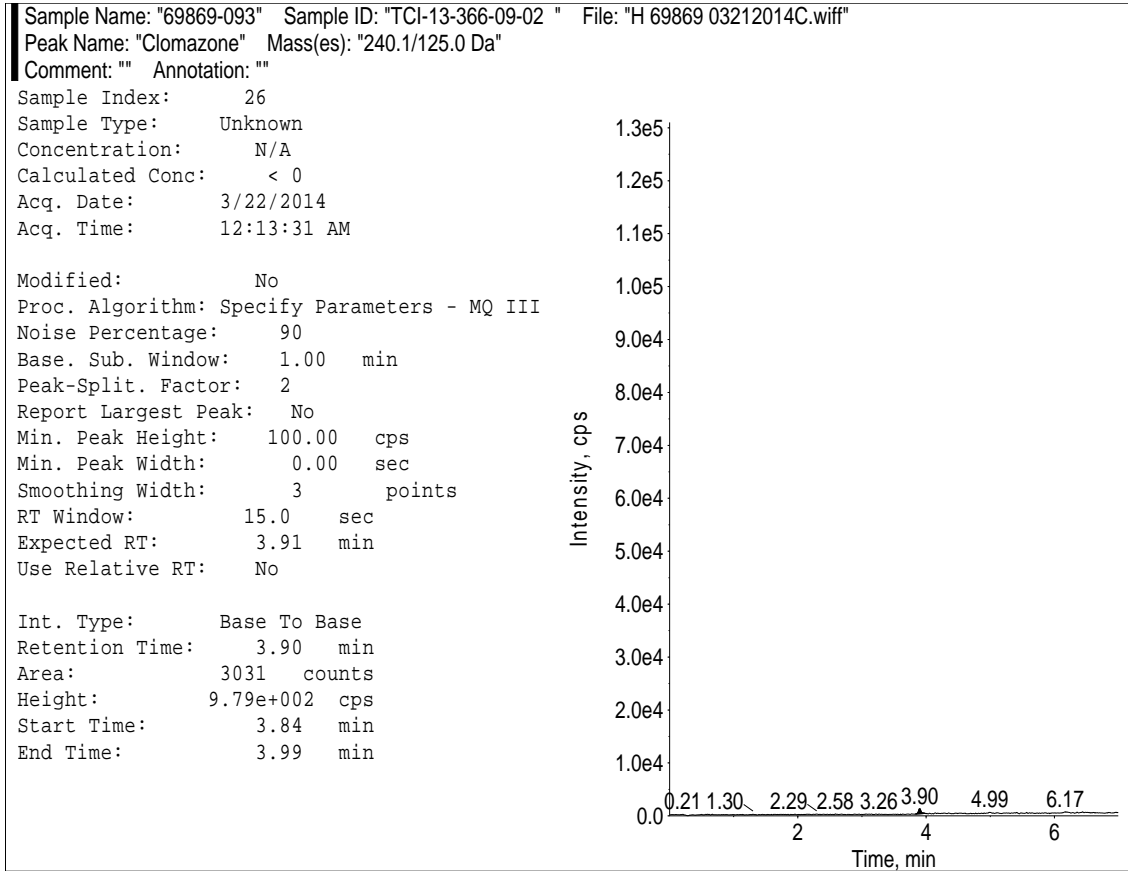 Sample Name: "69869-093"    Sample ID: "TCI-13-366-09-02  "    File: "H 69869 03212014C.wiff"
Peak Name: "Clomazone"    Mass(es): "240.1/125.0 Da"
Comment: ""    Annotation: ""
Sample Index:       26
Sample Type:     Unknown
Concentration:       N/A
Calculated Conc:     < 0
Acq. Date:       3/22/2014
Acq. Time:       12:13:31 AM
Modified:           No
Proc. Algorithm: Specify Parameters - MQ III
Noise Percentage:     90
Base. Sub. Window:    1.00   min
Peak-Split. Factor:   2
Report Largest Peak:   No
Min. Peak Height:    100.00   cps
Min. Peak Width:       0.00   sec
Smoothing Width:       3       points
RT Window:         15.0    sec
Expected RT:        3.91   min
Use Relative RT:    No
Int. Type:       Base To Base
Retention Time:     3.90   min
Area:            3031   counts
Height:         9.79e+002  cps
Start Time:         3.84   min
End Time:           3.99   min
1.3e5
1.2e5
1.1e5
1.0e5
9.0e4
8.0e4
7.0e4
6.0e4
5.0e4
4.0e4
3.0e4
2.0e4
1.0e4
0.0
Intensity, cps
0.21 1.30 2.29 2.58 3.26 3.90 4.99 6.17
2 4 6
Time, min